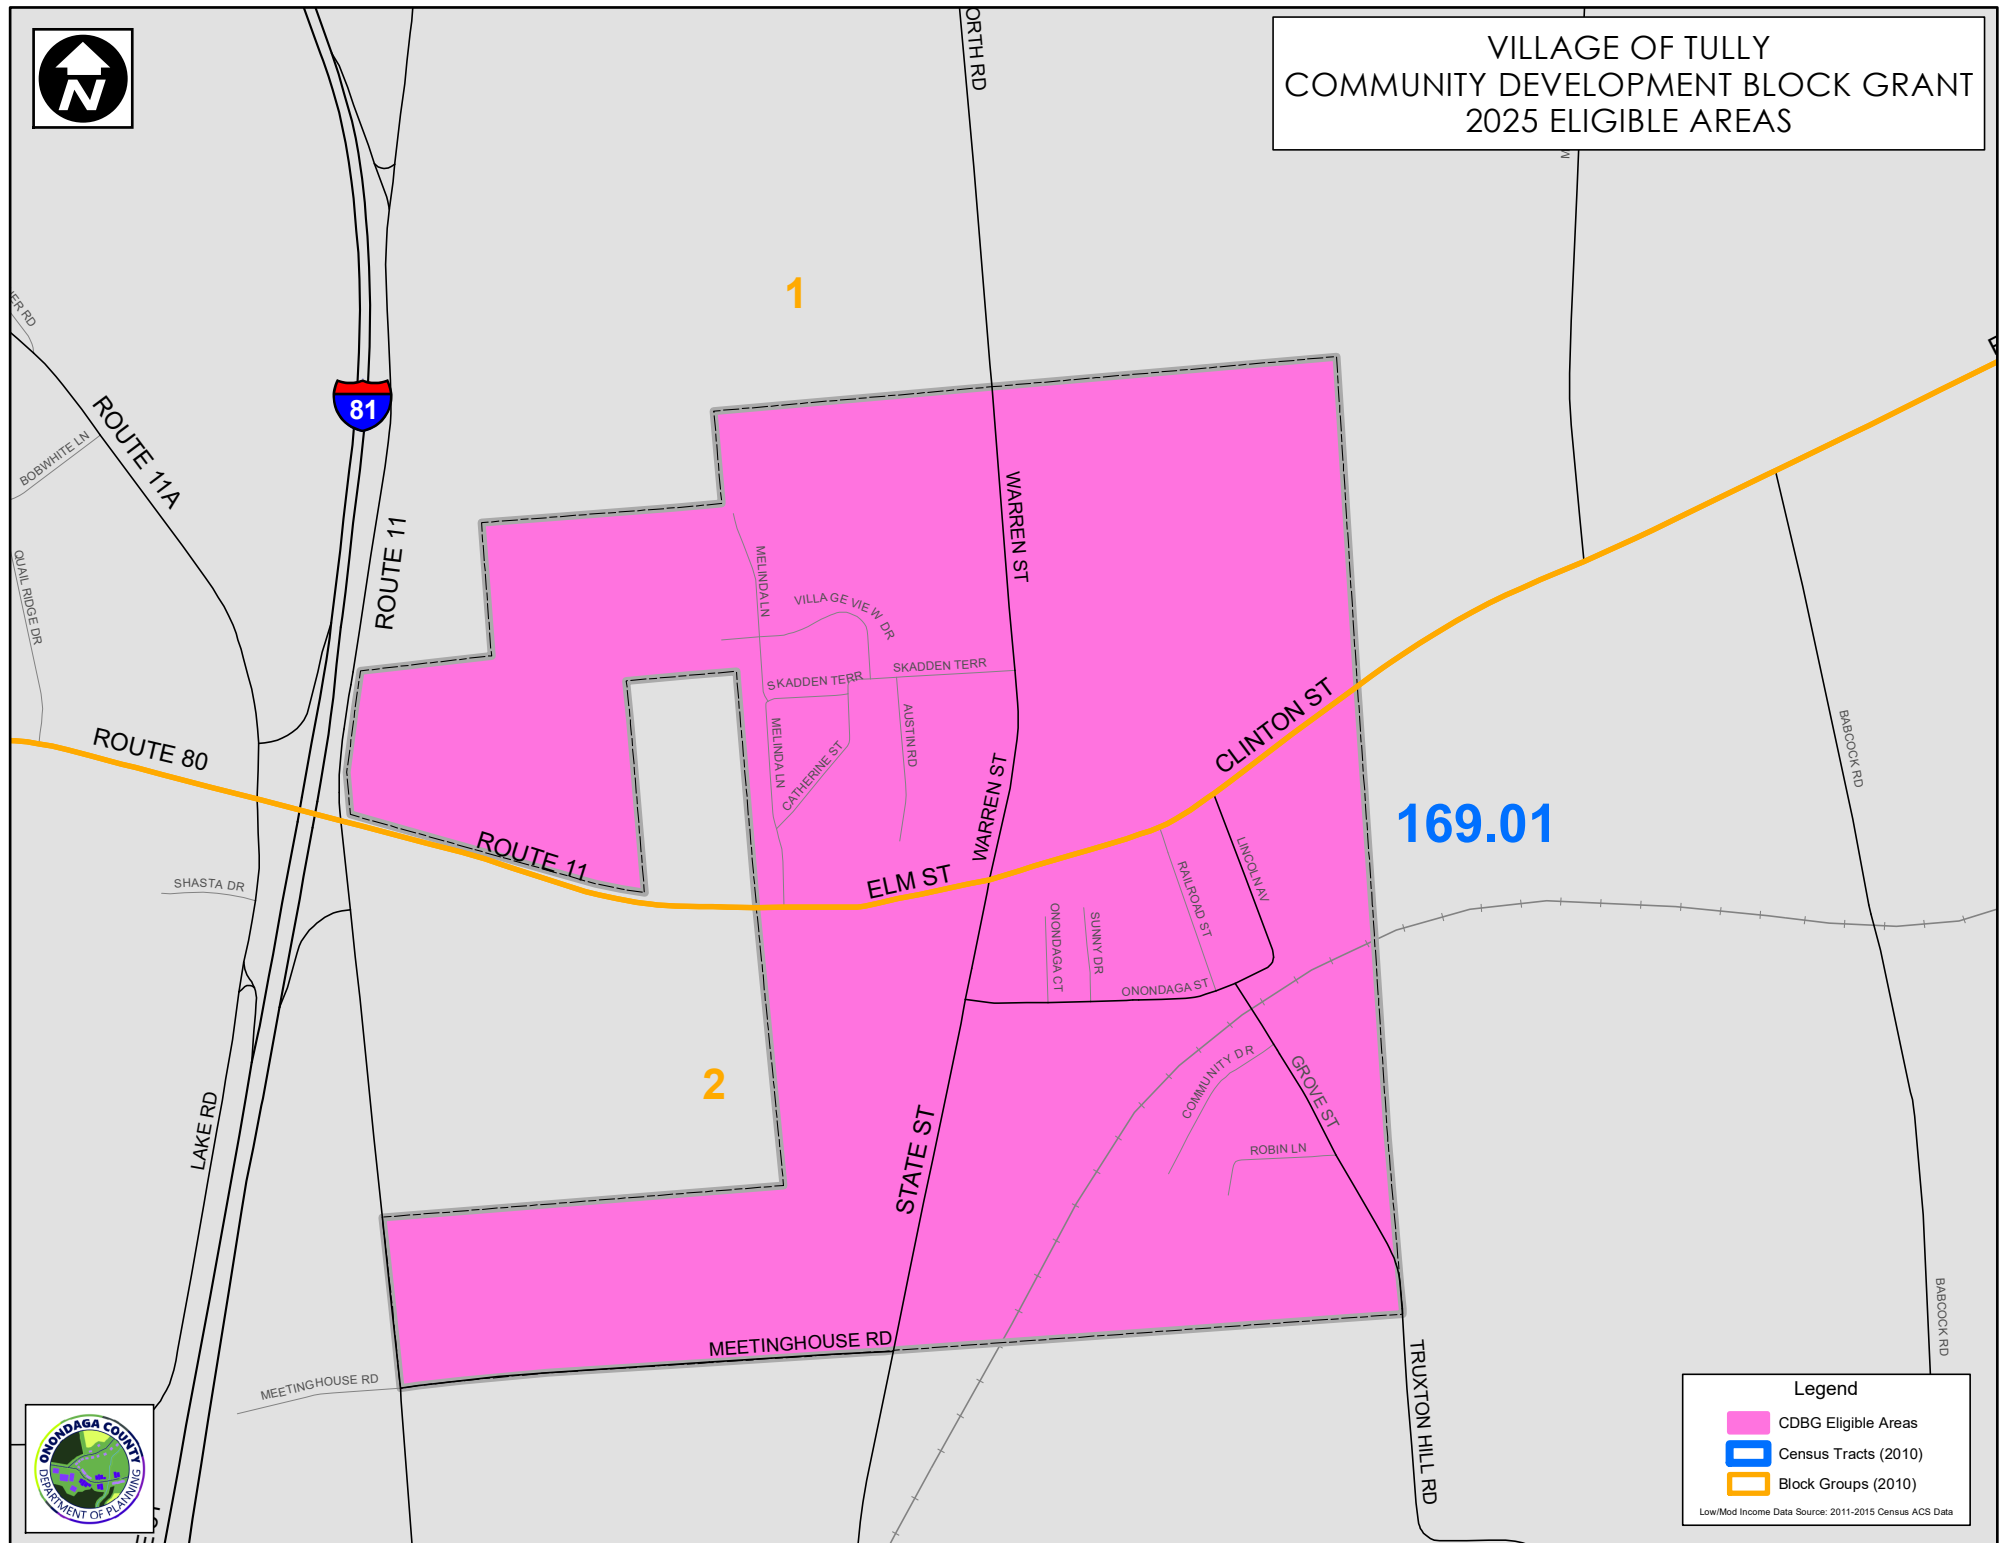 VILLAGE OF TULLY
COMMUNITY DEVELOPMENT BLOCK GRANT
2025 ELIGIBLE AREAS
N
ORTH RD
1
ER RD
81
ROUTE 11A
BOBWHITE LN
ROUTE 11
QUAIL RIDGE DR
WARREN ST
MELINDA LN
VILLAGE VIEW DR
SKADDEN TERR
SKADDEN TERR
MELINDA LN
CATHERINE ST
AUSTIN RD
WARREN ST
CLINTON ST
BABCOCK RD
ROUTE 80
169.01
ROUTE 11
SHASTA DR
ELM ST
LINCOLN AV
RAILROAD ST
ONONDAGA CT
SUNNY DR
ONONDAGA ST
2
COMMUNITY DR
GROVE ST
LAKE RD
STATE ST
ROBIN LN
BABCOCK RD
MEETINGHOUSE RD
MEETINGHOUSE RD
TRUXTON HILL RD
Legend
CDBG Eligible Areas
Census Tracts (2010)
Block Groups (2010)
Low/Mod Income Data Source: 2011-2015 Census ACS Data
ONONDAGA COUNTY
DEPARTMENT OF PLANNING